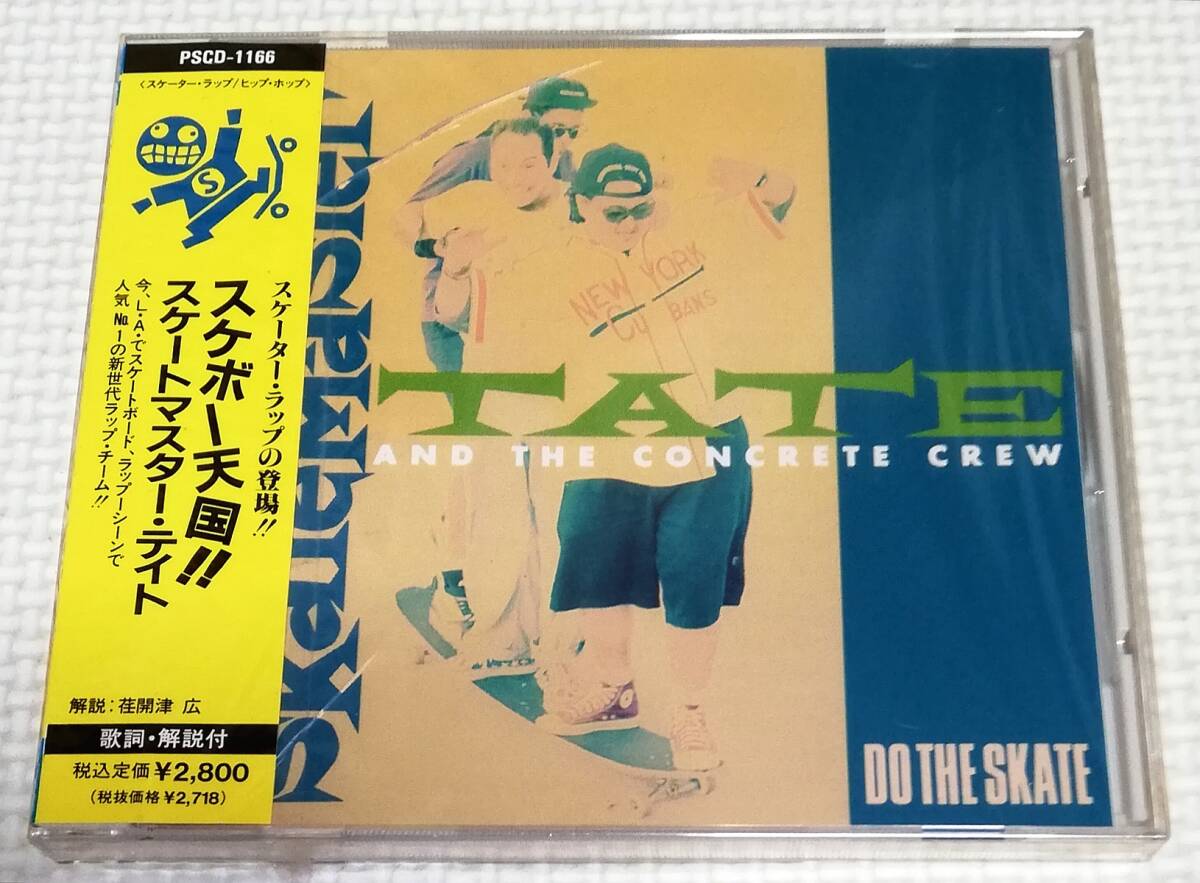 PSCD-1166
〈スケーター・ラップ/ヒップ・ホップ〉
S
スケーター・ラップの登場!!
スケボー天国!!
スケートマスター・テイト
今、L・A・でスケートボード、ラップーシーンで
人気No.1の新世代ラップ・チーム!!
解説:荏開津 広
歌詞・解説付
税込定価¥2,800
(税抜価格¥2,718)
SkateMaster
TATE
AND THE CONCRETE CREW
NEW YORK
BANS
DO THE SKATE